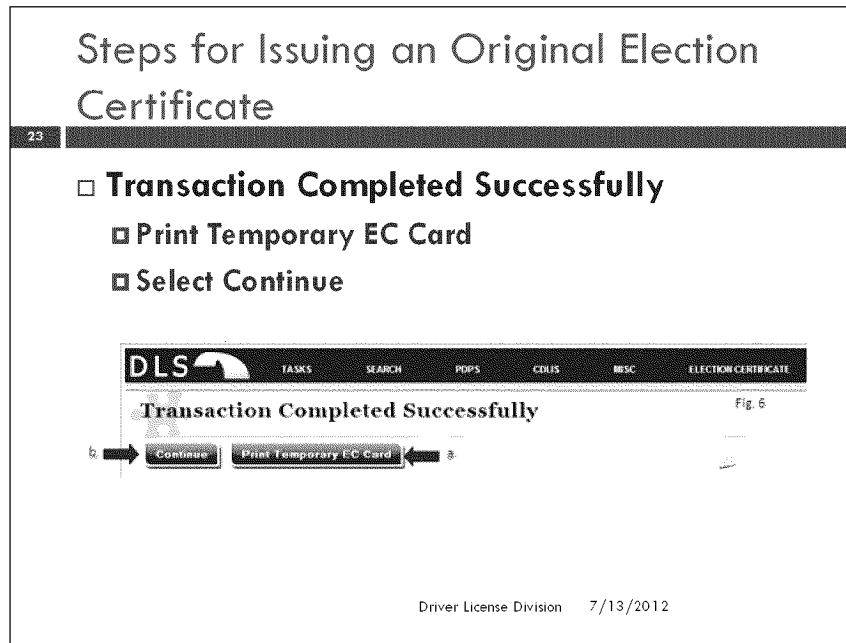 Steps for Issuing an Original Election
Certificate
23
Transaction Completed Successfully
Print Temporary EC Card
Select Continue
DLS TASKS SEARCH PDPS CDLIS MISC ELECTION CERTIFICATE
Transaction Completed Successfully Fig. 6
b. Continue Print Temporary EC Card a.
Driver License Division 7/13/2012